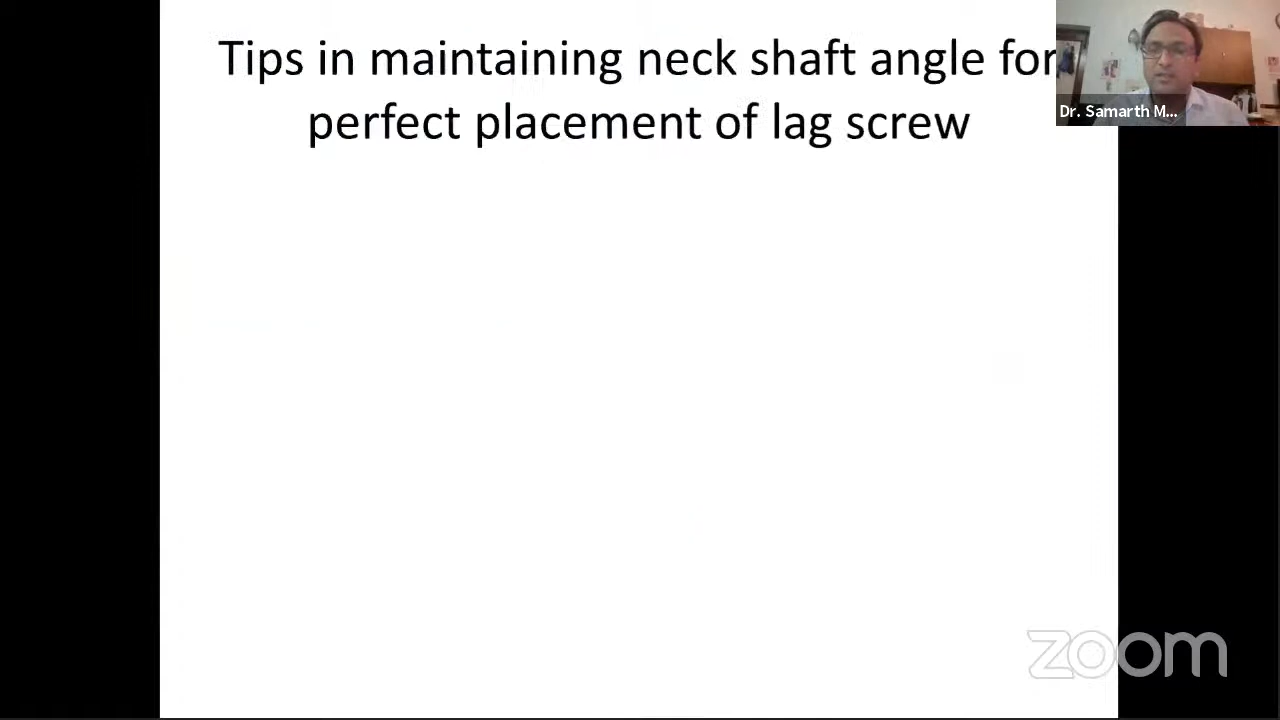 Tips in maintaining neck shaft angle for
perfect placement of lag screw
Dr. Samarth M...
zoom